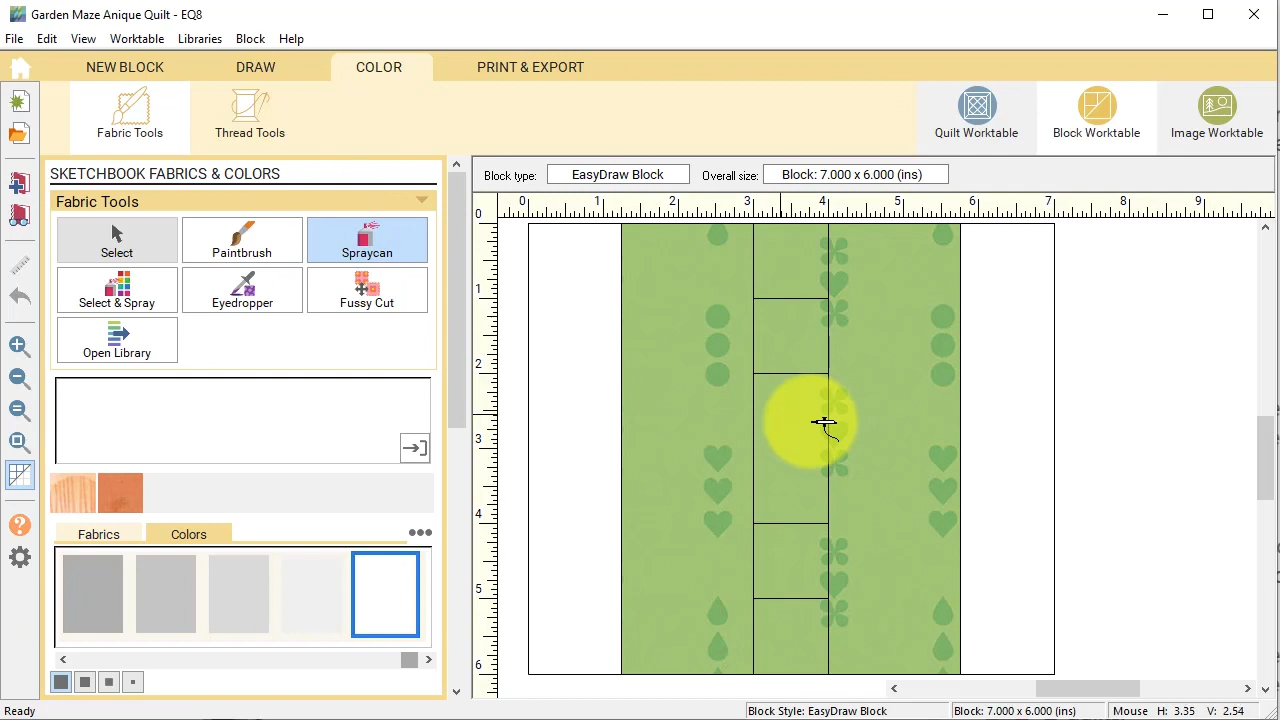 Garden Maze Anique Quilt - EQ8
File Edit View Worktable Libraries Block Help
NEW BLOCK DRAW COLOR PRINT & EXPORT
Fabric Tools Thread Tools Quilt Worktable Block Worktable Image Worktable
SKETCHBOOK FABRICS & COLORS
Block type: EasyDraw Block Overall size: Block: 7.000 x 6.000 (ins)
Fabric Tools
0 1 2 3 4 5 6 7 8 9
Select Paintbrush Spraycan
Select & Spray Eyedropper Fussy Cut
Open Library
0
1
2
3
4
5
6
Fabrics Colors
Ready Block Style: EasyDraw Block Block: 7.000 x 6.000 (ins) Mouse H: 3.35 V: 2.54